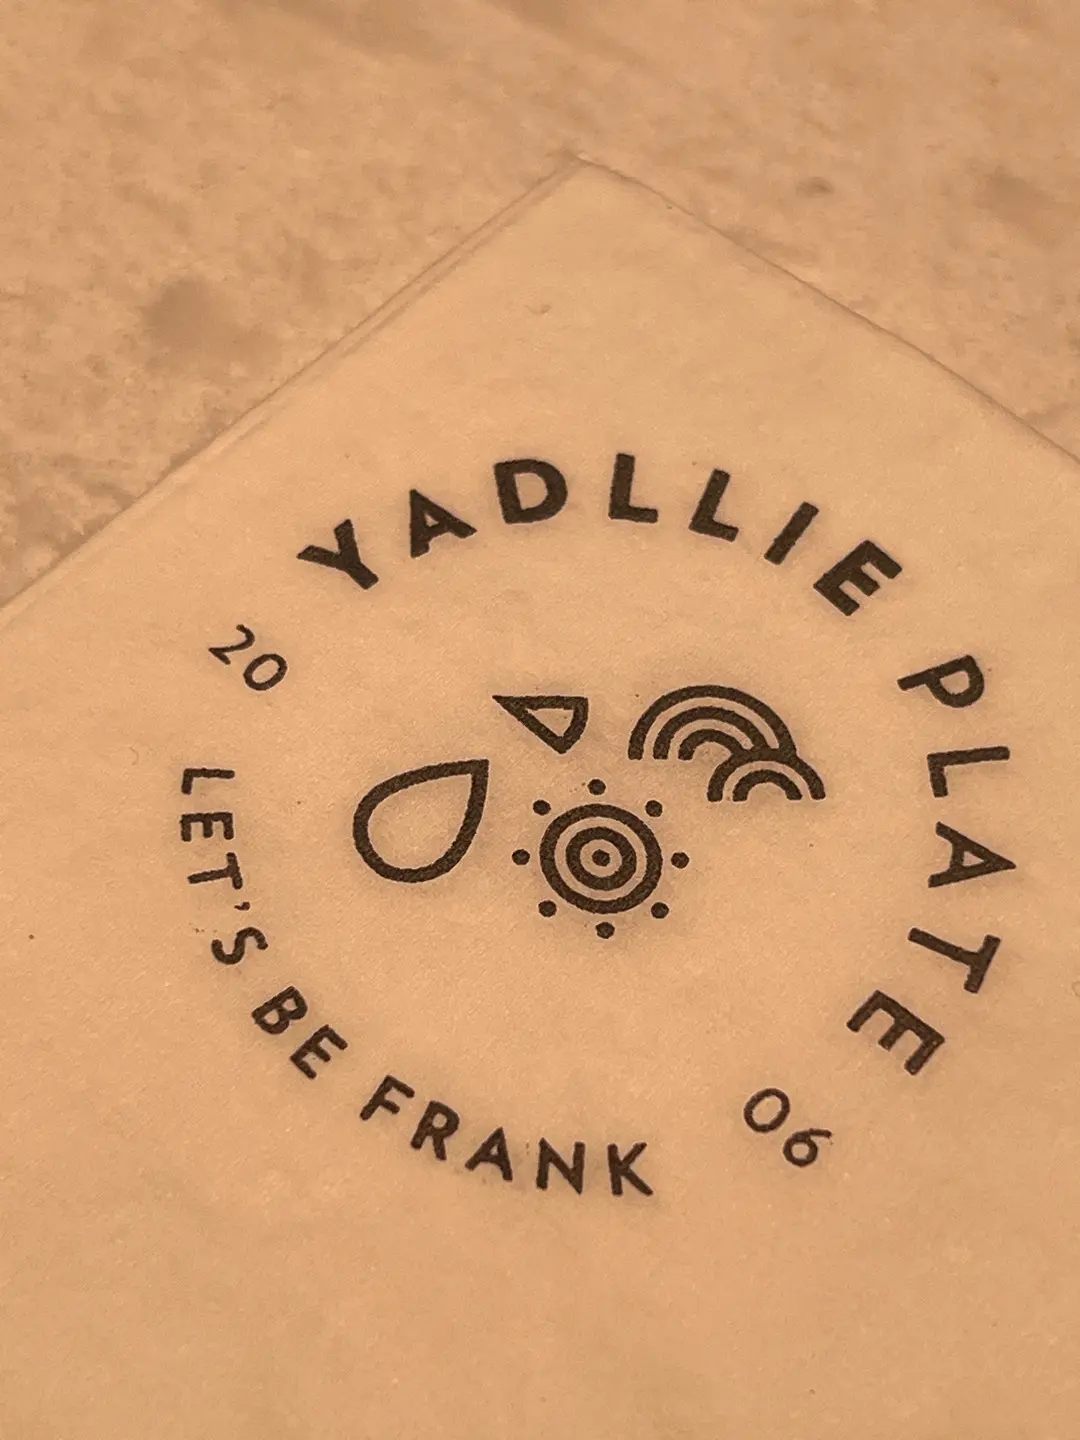 YADLLIE PLATE
20
06
LET'S BE FRANK